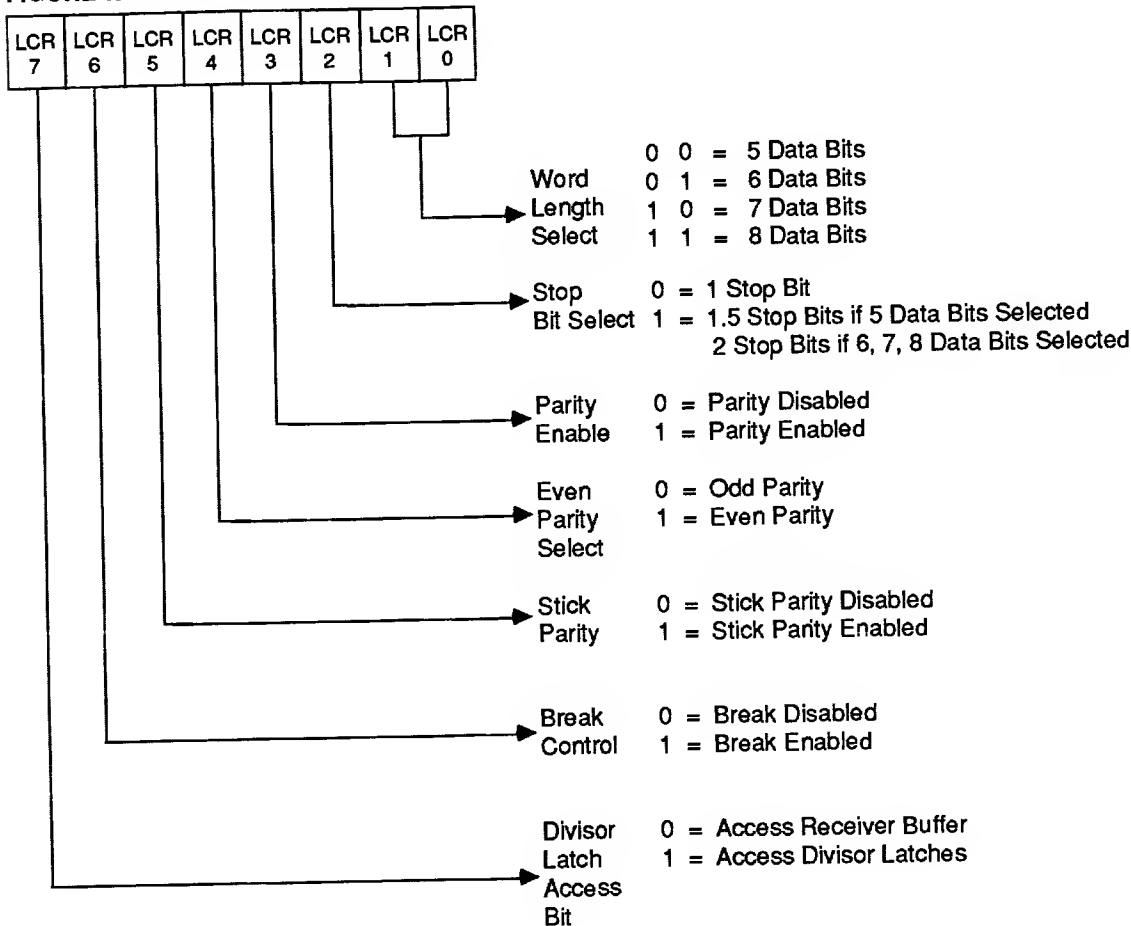 LCR LCR LCR LCR LCR LCR LCR LCR
7 6 5 4 3 2 1 0
0 0 = 5 Data Bits
Word 0 1 = 6 Data Bits
Length 1 0 = 7 Data Bits
Select 1 1 = 8 Data Bits
Stop 0 = 1 Stop Bit
Bit Select 1 = 1.5 Stop Bits if 5 Data Bits Selected
2 Stop Bits if 6, 7, 8 Data Bits Selected
Parity 0 = Parity Disabled
Enable 1 = Parity Enabled
Even 0 = Odd Parity
Parity 1 = Even Parity
Select
Stick 0 = Stick Parity Disabled
Parity 1 = Stick Parity Enabled
Break 0 = Break Disabled
Control 1 = Break Enabled
Divisor 0 = Access Receiver Buffer
Latch 1 = Access Divisor Latches
Access
Bit